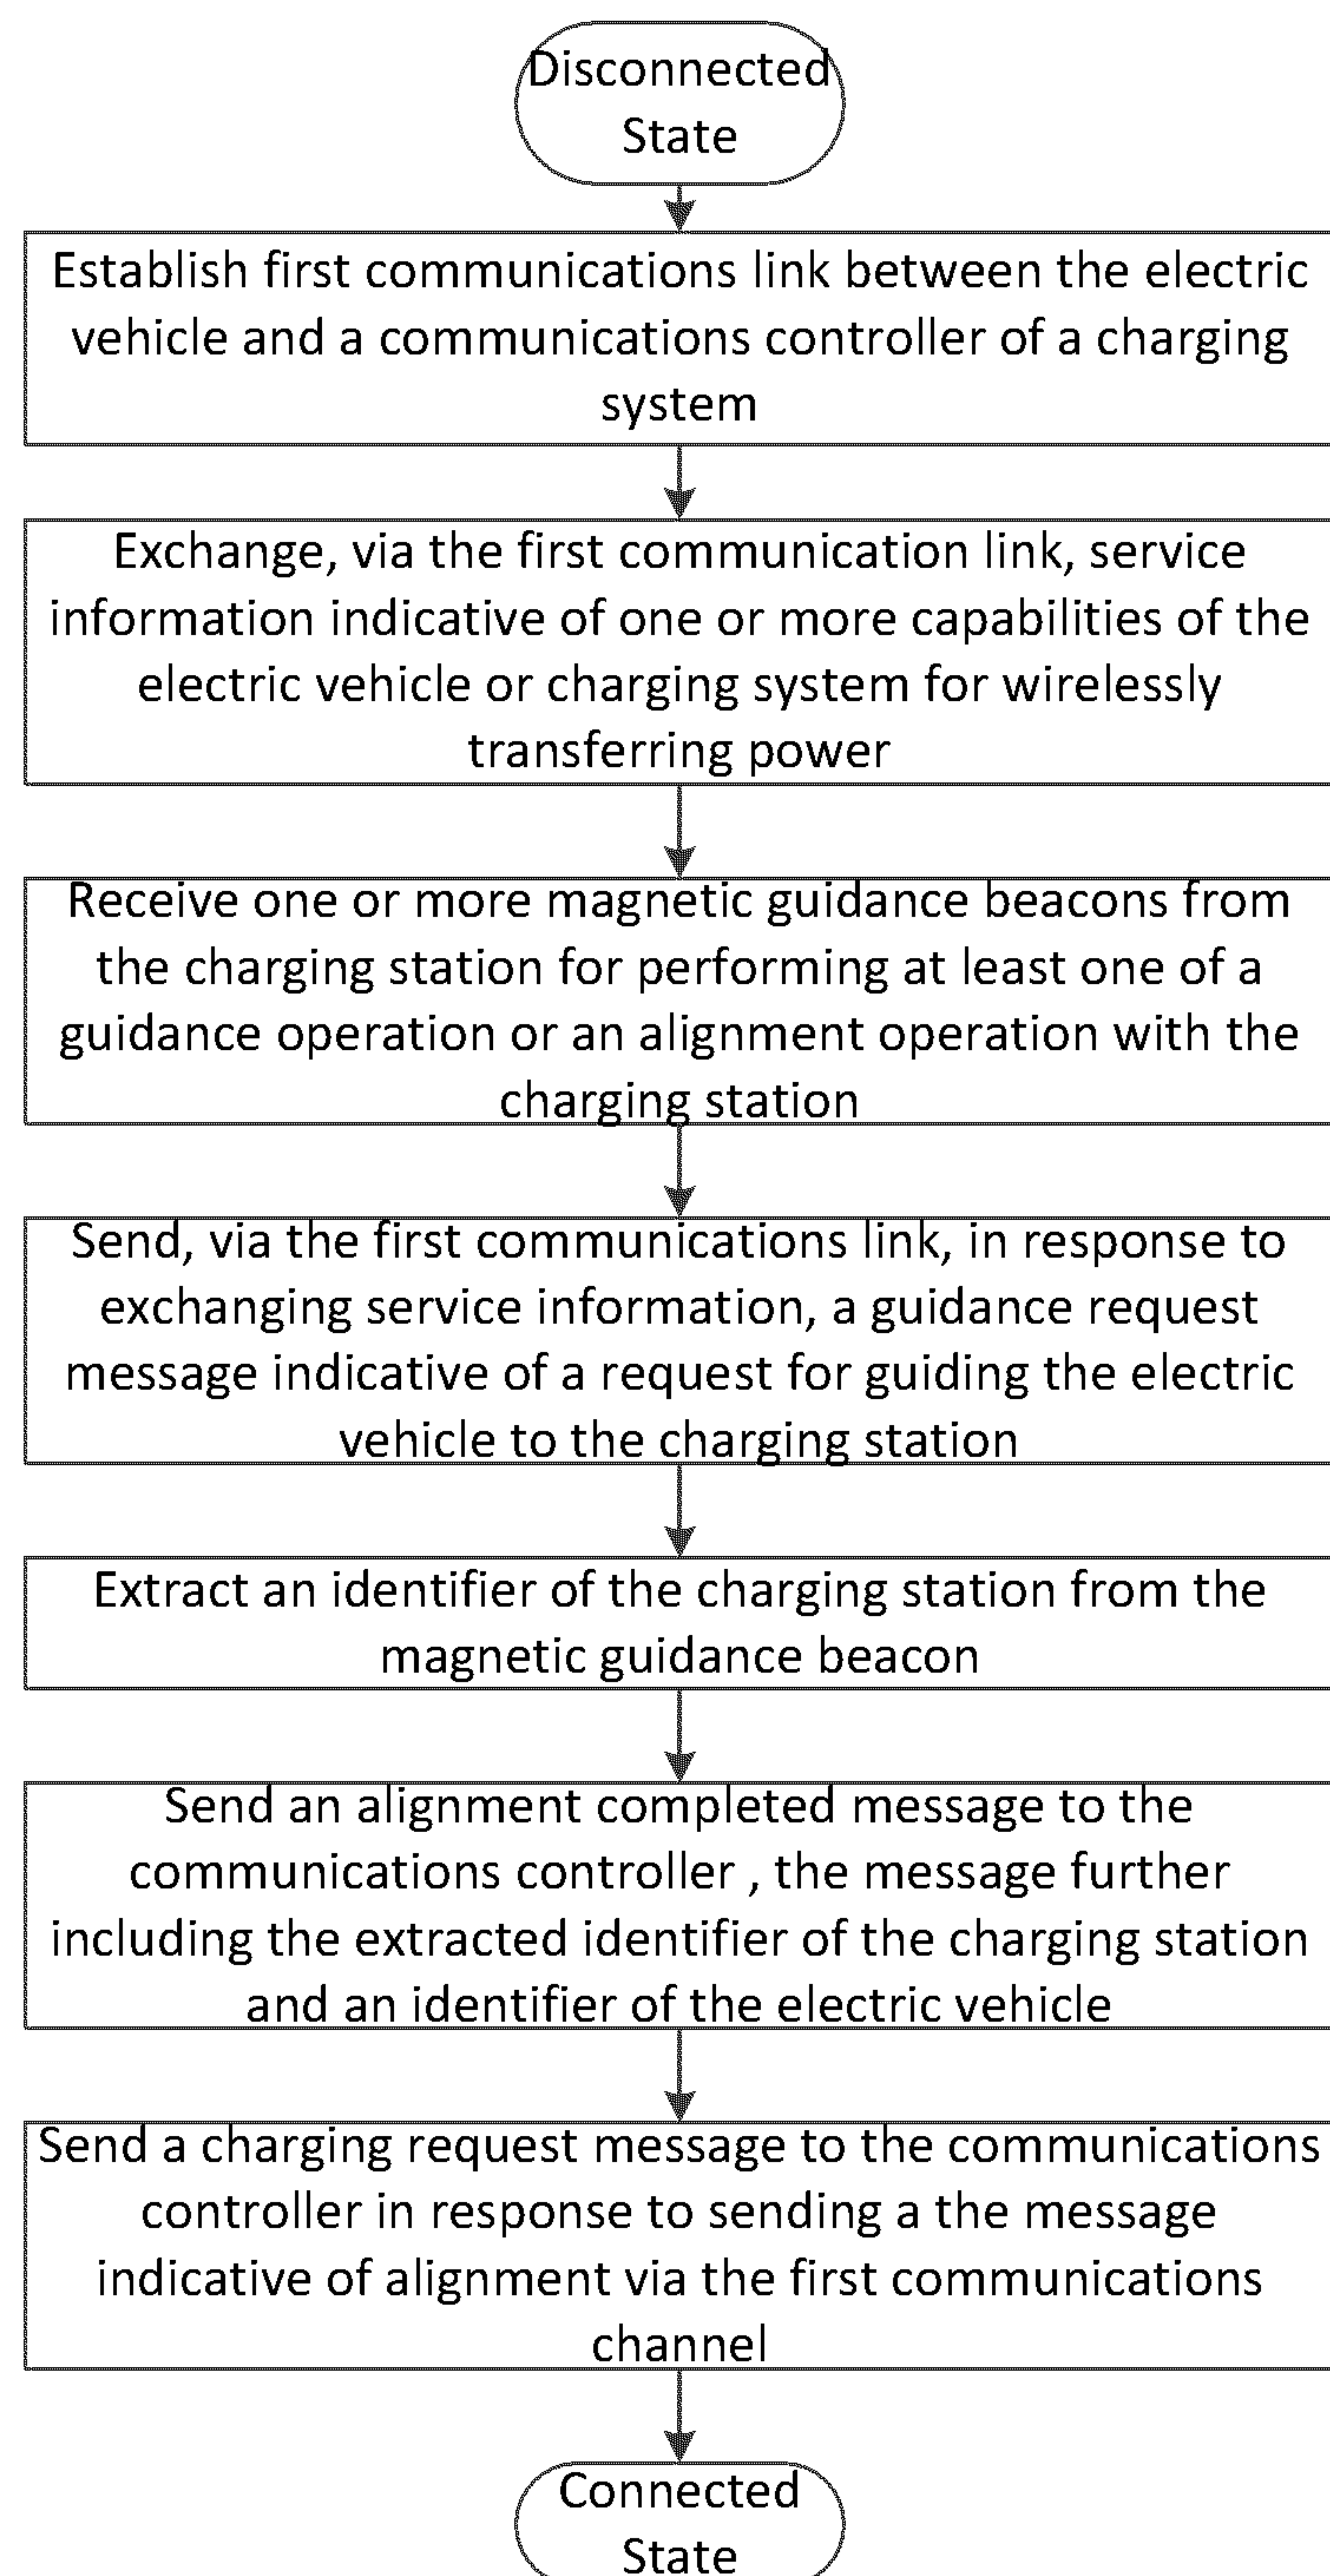 Disconnected
State
Establish first communications link between the electric
vehicle and a communications controller of a charging
system
Exchange, via the first communication link, service
information indicative of one or more capabilities of the
electric vehicle or charging system for wirelessly
transferring power
Receive one or more magnetic guidance beacons from
the charging station for performing at least one of a
guidance operation or an alignment operation with the
charging station
Send, via the first communications link, in response to
exchanging service information, a guidance request
message indicative of a request for guiding the electric
vehicle to the charging station
Extract an identifier of the charging station from the
magnetic guidance beacon
Send an alignment completed message to the
communications controller , the message further
including the extracted identifier of the charging station
and an identifier of the electric vehicle
Send a charging request message to the communications
controller in response to sending a the message
indicative of alignment via the first communications
channel
Connected
State